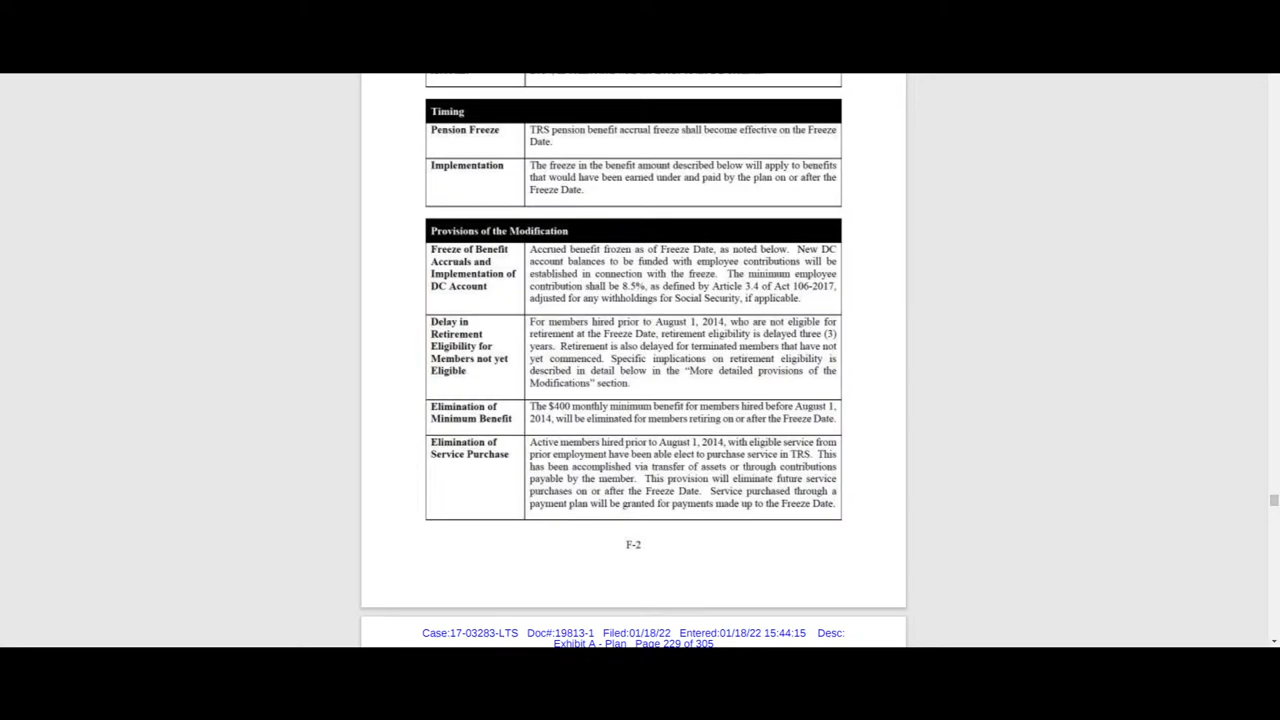 Timing
Pension Freeze
TRS pension benefit accrual freeze shall become effective on the Freeze
Date.
Implementation
The freeze in the benefit amount described below will apply to benefits
that would have been earned under and paid by the plan on or after the
Freeze Date.
Provisions of the Modification
Freeze of Benefit
Accruals and
Implementation of
DC Account
Accrued benefit frozen as of Freeze Date, as noted below. New DC
account balances to be funded with employee contributions will be
established in connection with the freeze. The minimum employee
contribution shall be 8.5%, as defined by Article 3.4 of Act 106-2017,
adjusted for any withholdings for Social Security, if applicable.
Delay in
Retirement
Eligibility for
Members not yet
Eligible
For members hired prior to August 1, 2014, who are not eligible for
retirement at the Freeze Date, retirement eligibility is delayed three (3)
years. Retirement is also delayed for terminated members that have not
yet commenced. Specific implications on retirement eligibility is
described in detail below in the “More detailed provisions of the
Modifications” section.
Elimination of
Minimum Benefit
The $400 monthly minimum benefit for members hired before August 1,
2014, will be eliminated for members retiring on or after the Freeze Date.
Elimination of
Service Purchase
Active members hired prior to August 1, 2014, with eligible service from
prior employment have been able elect to purchase service in TRS. This
has been accomplished via transfer of assets or through contributions
payable by the member. This provision will eliminate future service
purchases on or after the Freeze Date. Service purchased through a
payment plan will be granted for payments made up to the Freeze Date.
F-2
Case:17-03283-LTS Doc#:19813-1 Filed:01/18/22 Entered:01/18/22 15:44:15 Desc:
Exhibit A - Plan Page 229 of 305